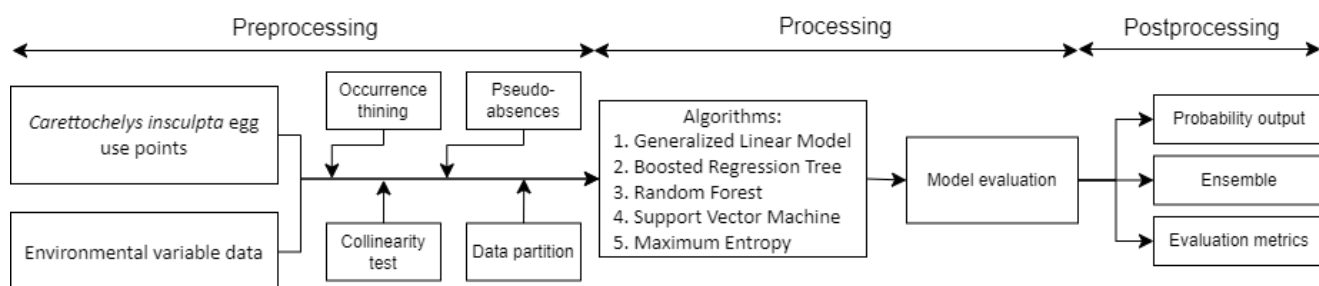 Preprocessing
Processing
Postprocessing
Carettochelys insculpta egg
use points
Environmental variable data
Occurrence
thining
Pseudo-
absences
Collinearity
test
Data partition
Algorithms:
1. Generalized Linear Model
2. Boosted Regression Tree
3. Random Forest
4. Support Vector Machine
5. Maximum Entropy
Model evaluation
Probability output
Ensemble
Evaluation metrics